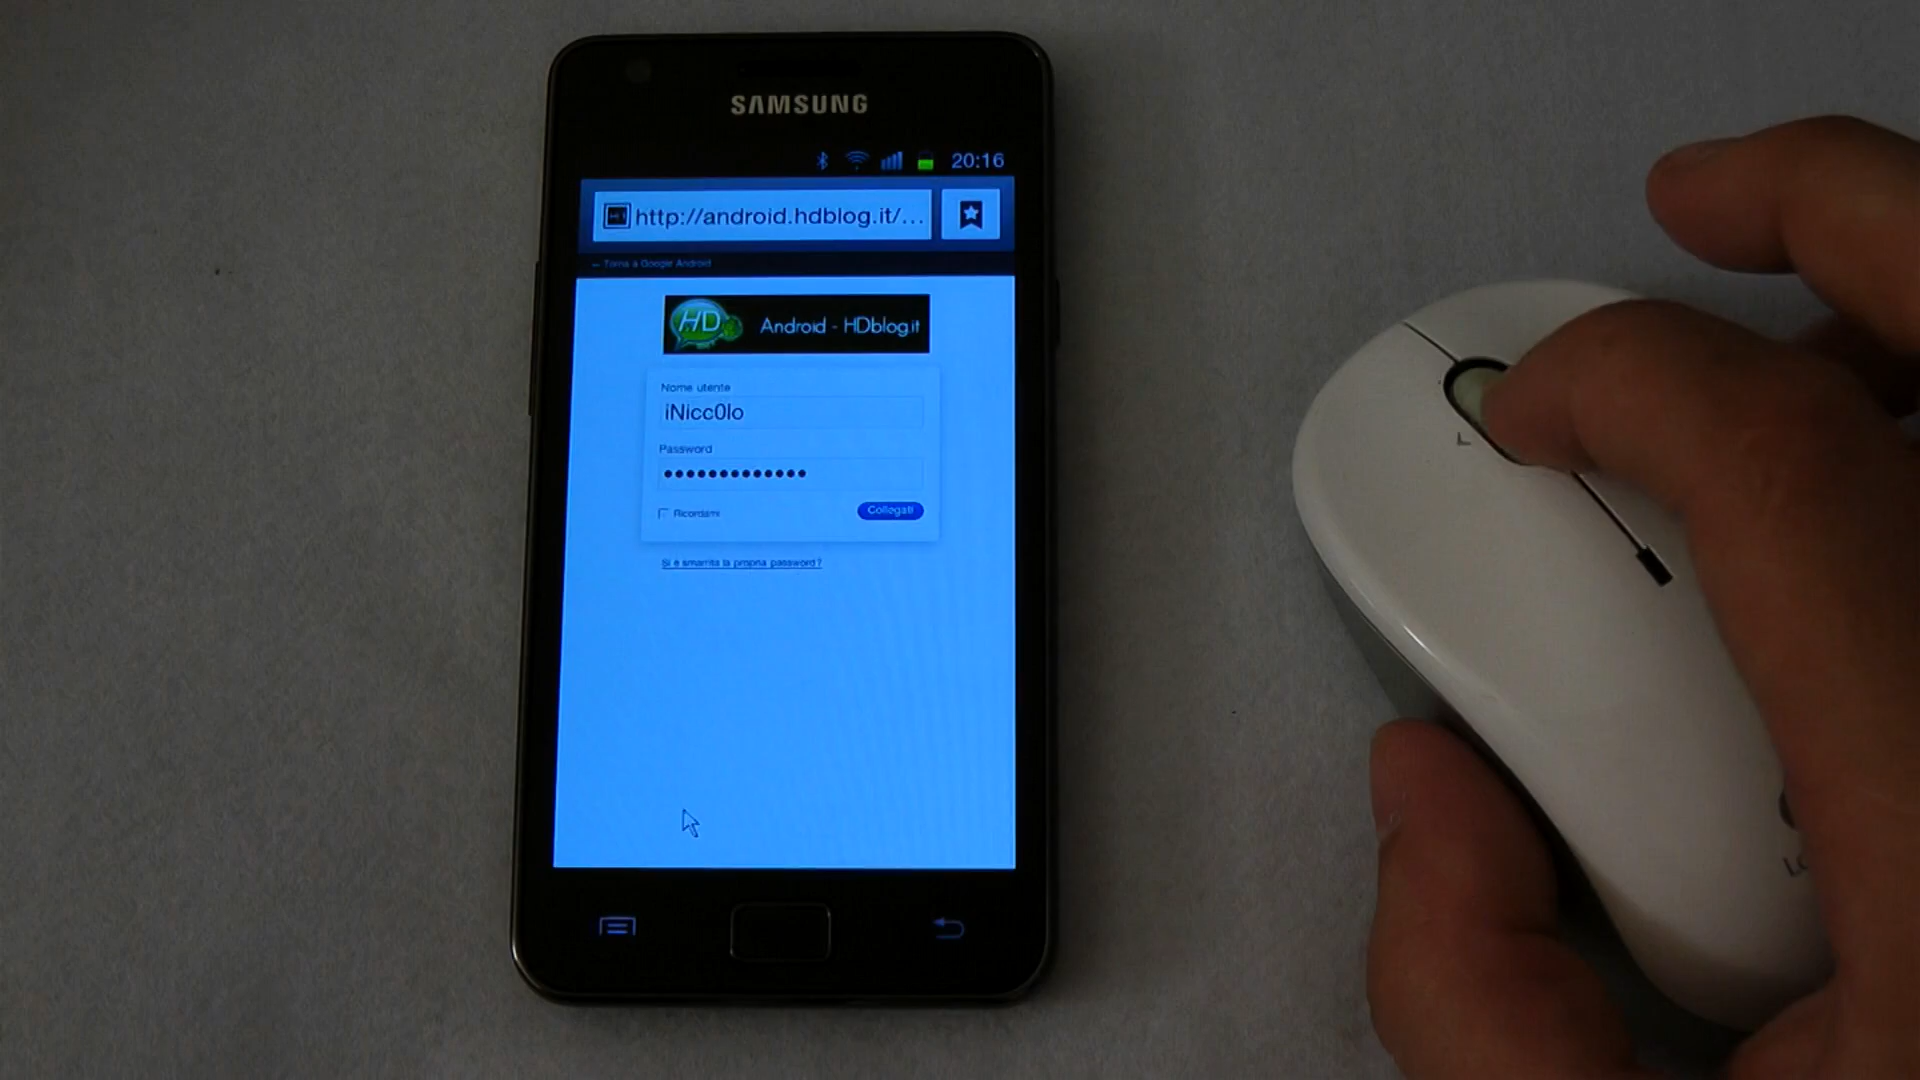 SAMSUNG
20:16
http://android.hdblog.it/...
← Torna a Google Android
HD
Android - HDblog.it
Nome utente
iNicc0lo
Password
Ricordami
Collegati
Si è smarrita la propria password?